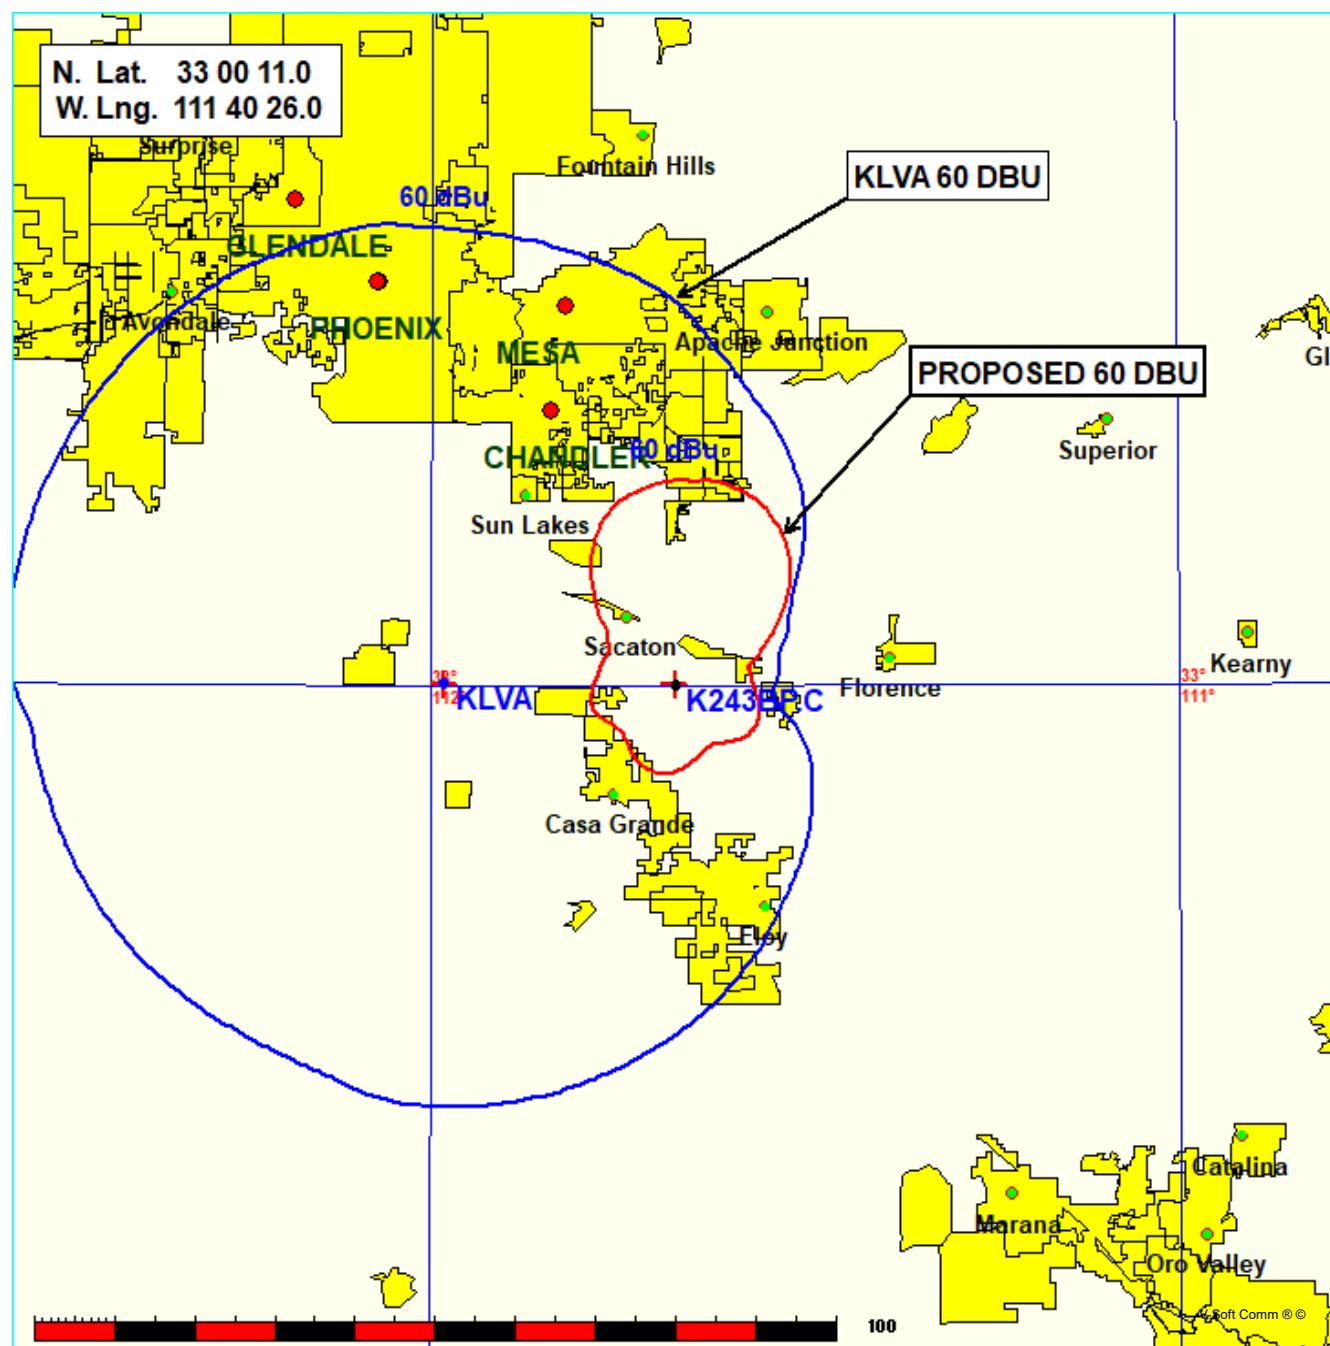 N. Lat. 33 00 11.0
W. Lng. 111 40 26.0
Surprise
Fountain Hills
KLVA 60 DBU
60 dBu
GLENDALE
Avondale
PHOENIX
MESA
Apache Junction
Gl
PROPOSED 60 DBU
CHANDLER
60 dBu
Superior
Sun Lakes
Sacaton
Florence
Kearny
33°
112°
KLVA
K243BP.C
33°
111°
Casa Grande
Eloy
Catalina
Marana
Oro Valley
V Soft Comm ® ©
100